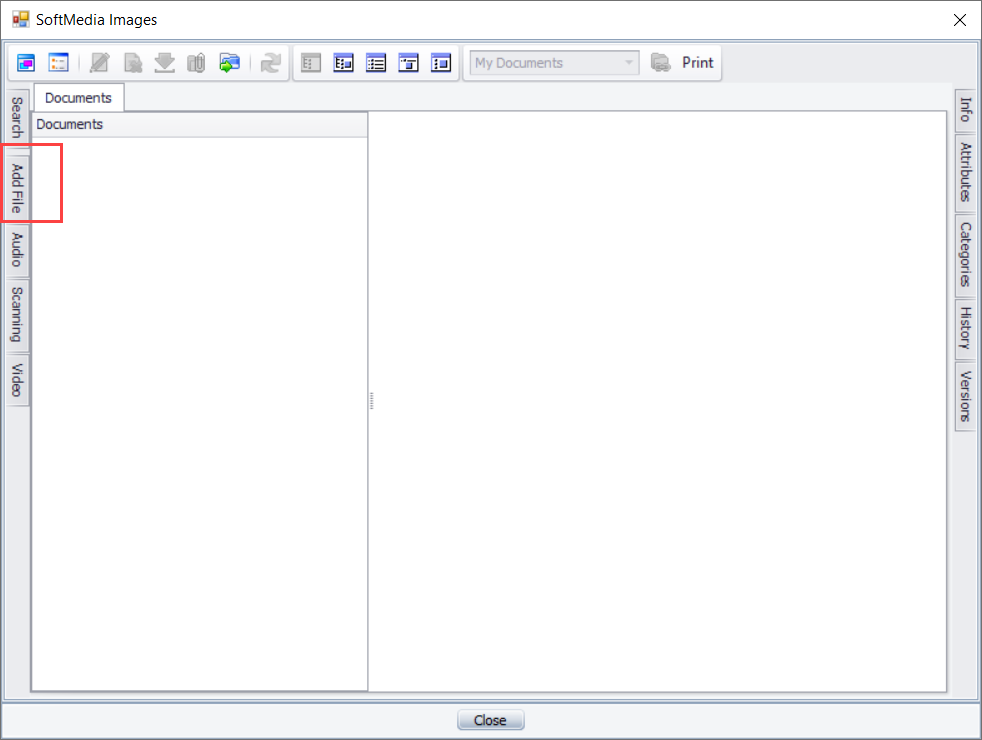 SoftMedia Images
My Documents
Print
Documents
Documents
Search
Add File
Audio
Scanning
Video
Info
Attributes
Categories
History
Versions
Close